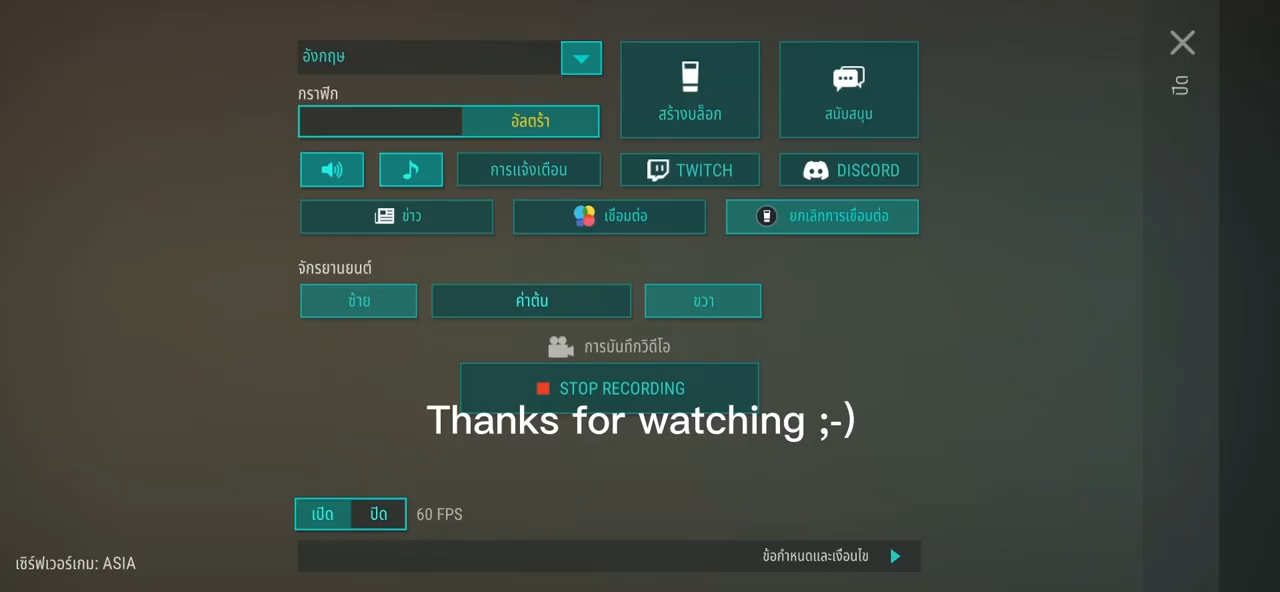 อังกฤษ
กราฟิก
อัลตร้า
สร้างบล็อก
สนับสนุน
ปิด
การแจ้งเตือน
TWITCH
DISCORD
ข่าว
เชื่อมต่อ
ยกเลิกการเชื่อมต่อ
จักรยานยนต์
ซ้าย
ค่าต้น
ขวา
การบันทึกวิดีโอ
STOP RECORDING
Thanks for watching ;-)
เปิด ปิด 60 FPS
ข้อกำหนดและเงื่อนไข
เซิร์ฟเวอร์เกม: ASIA